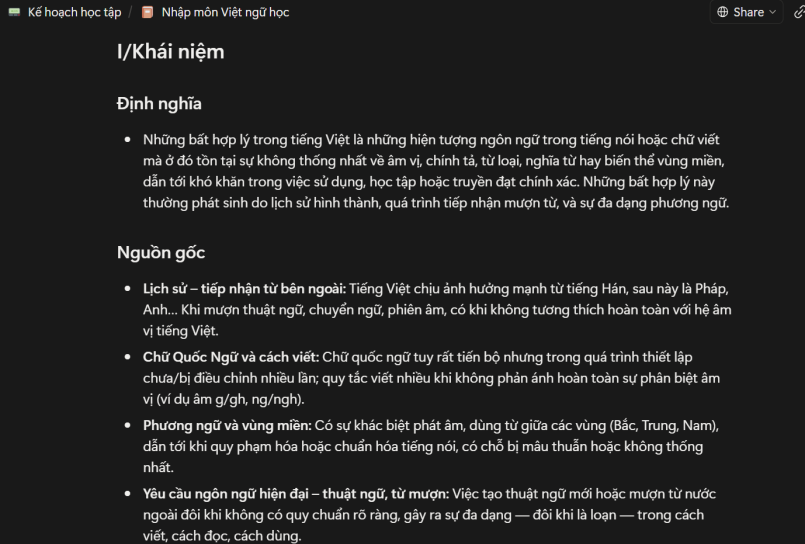 Kế hoạch học tập / Nhập môn Việt ngữ học
Share
I/Khái niệm
Định nghĩa
• Những bất hợp lý trong tiếng Việt là những hiện tượng ngôn ngữ trong tiếng nói hoặc chữ viết
mà ở đó tồn tại sự không thống nhất về âm vị, chính tả, từ loại, nghĩa từ hay biến thể vùng miền,
dẫn tới khó khăn trong việc sử dụng, học tập hoặc truyền đạt chính xác. Những bất hợp lý này
thường phát sinh do lịch sử hình thành, quá trình tiếp nhận mượn từ, và sự đa dạng phương ngữ.
Nguồn gốc
• Lịch sử – tiếp nhận từ bên ngoài: Tiếng Việt chịu ảnh hưởng mạnh từ tiếng Hán, sau này là Pháp,
Anh... Khi mượn thuật ngữ, chuyển ngữ, phiên âm, có khi không tương thích hoàn toàn với hệ âm
vị tiếng Việt.
• Chữ Quốc Ngữ và cách viết: Chữ quốc ngữ tuy rất tiến bộ nhưng trong quá trình thiết lập
chưa/bị điều chỉnh nhiều lần; quy tắc viết nhiều khi không phản ánh hoàn toàn sự phân biệt âm
vị (ví dụ âm g/gh, ng/ngh).
• Phương ngữ và vùng miền: Có sự khác biệt phát âm, dùng từ giữa các vùng (Bắc, Trung, Nam),
dẫn tới khi quy phạm hóa hoặc chuẩn hóa tiếng nói, có chỗ bị mâu thuẫn hoặc không thống
nhất.
• Yêu cầu ngôn ngữ hiện đại – thuật ngữ, từ mượn: Việc tạo thuật ngữ mới hoặc mượn từ nước
ngoài đôi khi không có quy chuẩn rõ ràng, gây ra sự đa dạng — đôi khi là loạn — trong cách
viết, cách đọc, cách dùng.